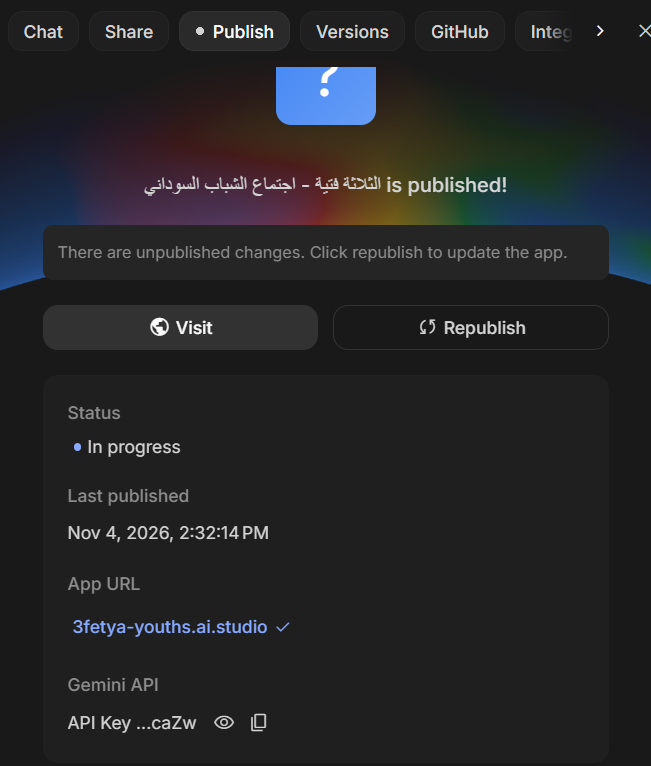 Chat
Share
Publish
Versions
GitHub
Integ
?
الثلاثة فتية - اجتماع الشباب السوداني is published!
There are unpublished changes. Click republish to update the app.
Visit
Republish
Status
In progress
Last published
Nov 4, 2026, 2:32:14 PM
App URL
3fetya-youths.ai.studio
Gemini API
API Key ...caZw